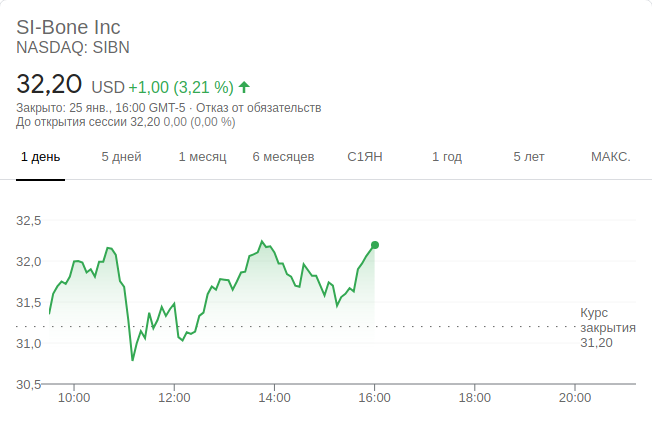 SI-Bone Inc
NASDAQ: SIBN
32,20 USD +1,00 (3,21 %)
Закрыто: 25 янв., 16:00 GMT-5 · Отказ от обязательств
До открытия сессии 32,20 0,00 (0,00 %)
1 день 5 дней 1 месяц 6 месяцев С1ЯН 1 год 5 лет МАКС.
32,5
32,0
31,5
Курс
закрытия
31,20
31,0
30,5
10:00 12:00 14:00 16:00 18:00 20:00